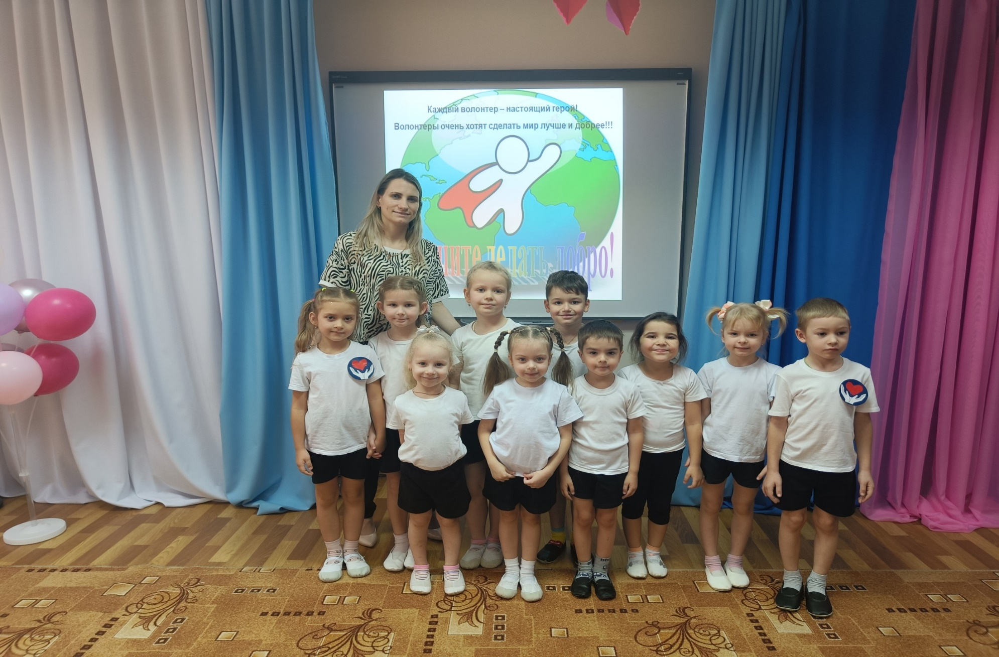 Каждый волонтер – настоящий герой!
Волонтеры очень хотят сделать мир лучше и добрее!!!
делать добро!